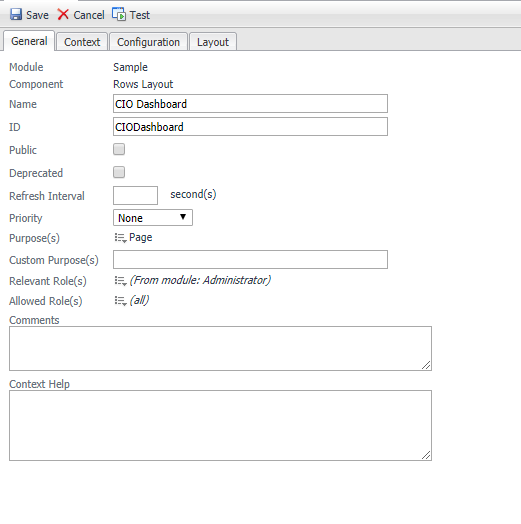 Save Cancel Test
General Context Configuration Layout
Module Sample
Component Rows Layout
Name CIO Dashboard
ID CIODashboard
Public
Deprecated
Refresh Interval second(s)
Priority None
Purpose(s) Page
Custom Purpose(s)
Relevant Role(s) (From module: Administrator)
Allowed Role(s) (all)
Comments
Context Help